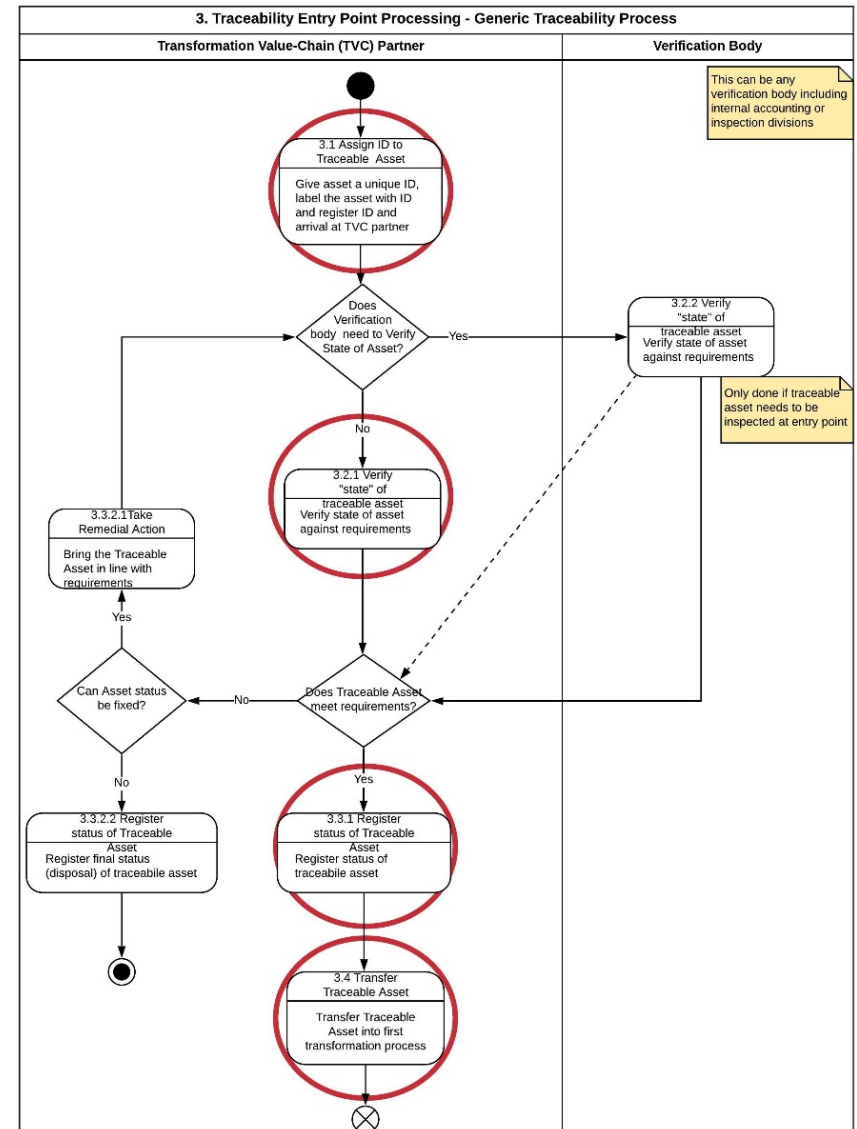 3. Traceability Entry Point Processing - Generic Traceability Process
Transformation Value-Chain (TVC) Partner
Verification Body
This can be any
verification body including
internal accounting or
inspection divisions
3.1 Assign ID to
Traceable Asset
Give asset a unique ID,
label the asset with ID
and register ID and
arrival at TVC partner
Does
Verification
body need to Verify
State of Asset?
Yes
3.2.2 Verify
"state" of
traceable asset
Verify state of asset
against requirements
Only done if traceable
asset needs to be
inspected at entry point
No
3.2.1 Verify
"state" of
traceable asset
Verify state of asset
against requirements
3.3.2.1Take
Remedial Action
Bring the Traceable
Asset in line with
requirements
Yes
Can Asset status
be fixed?
No
Does Traceable Asset
meet requirements?
No
Yes
3.3.2.2 Register
status of Traceable
Asset
Register final status
(disposal) of traceabile asset
3.3.1 Register
status of Traceable
Asset
Register status of
traceabile asset
3.4 Transfer
Traceable Asset
Transfer Traceable
Asset into first
transformation process